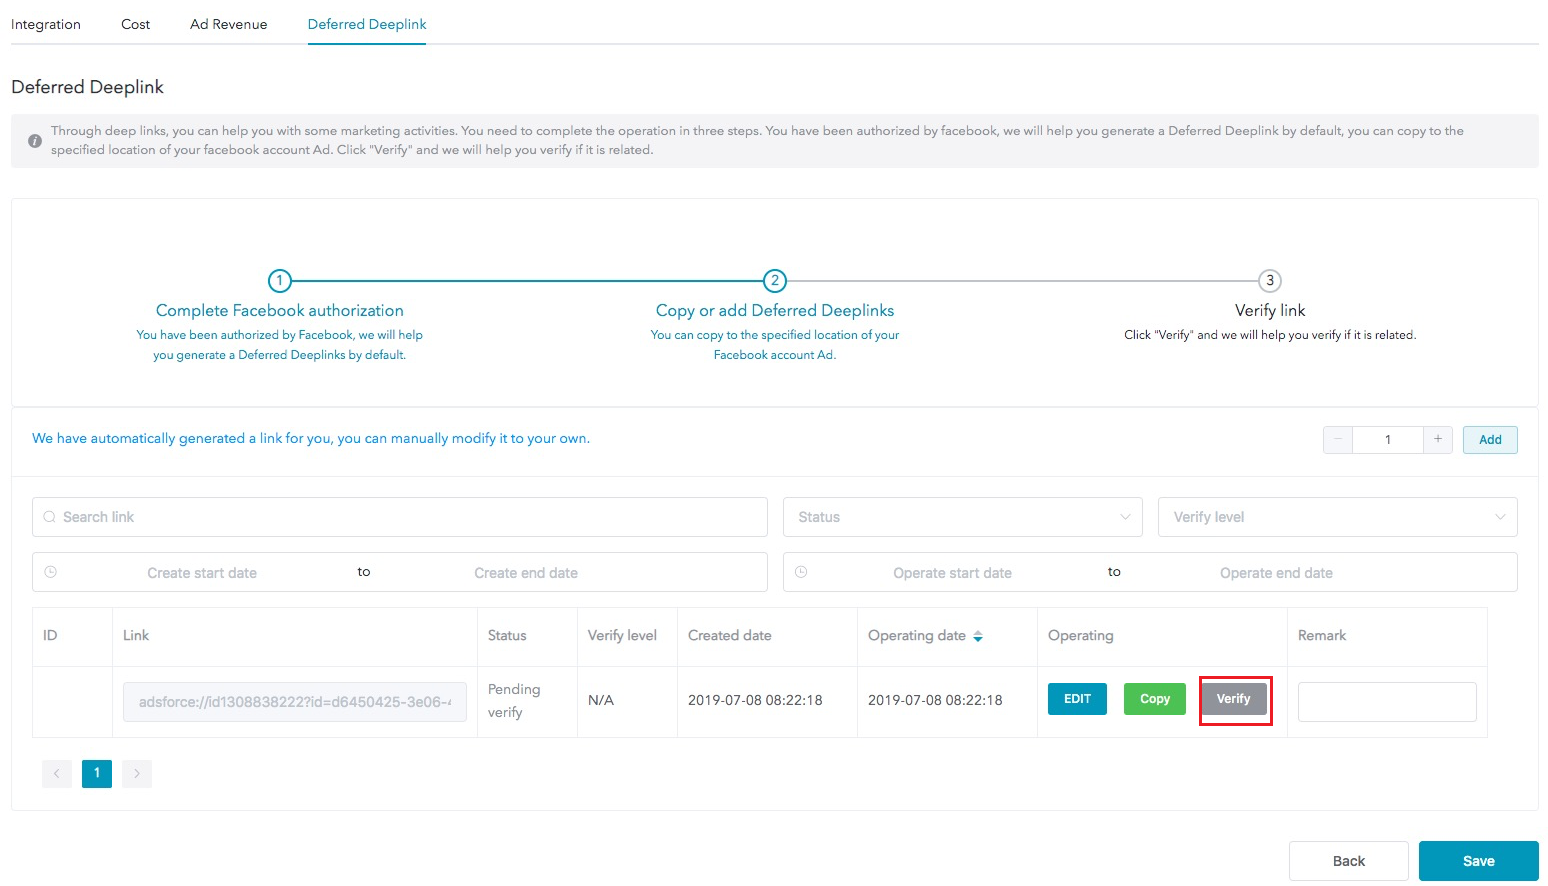 Integration Cost Ad Revenue Deferred Deeplink
Deferred Deeplink
Through deep links, you can help you with some marketing activities. You need to complete the operation in three steps. You have been authorized by facebook, we will help you generate a Deferred Deeplink by default, you can copy to the
specified location of your facebook account Ad. Click "Verify" and we will help you verify if it is related.
1
Complete Facebook authorization
You have been authorized by Facebook, we will help
you generate a Deferred Deeplinks by default.
2
Copy or add Deferred Deeplinks
You can copy to the specified location of your
Facebook account Ad.
3
Verify link
Click "Verify" and we will help you verify if it is related.
We have automatically generated a link for you, you can manually modify it to your own.
− 1 + Add
Search link Status Verify level
Create start date to Create end date Operate start date to Operate end date
ID Link Status Verify level Created date Operating date Operating Remark
adsforce://id1308838222?id=d6450425-3e06- Pending N/A 2019-07-08 08:22:18 2019-07-08 08:22:18 EDIT Copy Verify
verify
< 1 >
Back Save